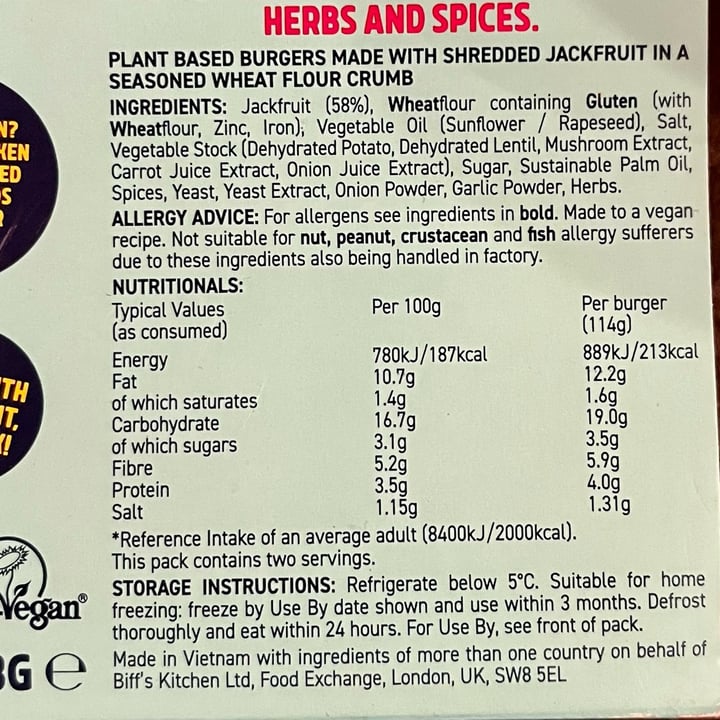 HERBS AND SPICES.
PLANT BASED BURGERS MADE WITH SHREDDED JACKFRUIT IN A
SEASONED WHEAT FLOUR CRUMB
INGREDIENTS: Jackfruit (58%), Wheatflour containing Gluten (with
Wheatflour, Zinc, Iron), Vegetable Oil (Sunflower / Rapeseed), Salt,
Vegetable Stock (Dehydrated Potato, Dehydrated Lentil, Mushroom Extract,
Carrot Juice Extract, Onion Juice Extract), Sugar, Sustainable Palm Oil,
Spices, Yeast, Yeast Extract, Onion Powder, Garlic Powder, Herbs.
ALLERGY ADVICE: For allergens see ingredients in bold. Made to a vegan
recipe. Not suitable for nut, peanut, crustacean and fish allergy sufferers
due to these ingredients also being handled in factory.
NUTRITIONALS:
Typical Values Per 100g Per burger
(as consumed) (114g)
Energy 780kJ/187kcal 889kJ/213kcal
Fat 10.7g 12.2g
of which saturates 1.4g 1.6g
Carbohydrate 16.7g 19.0g
of which sugars 3.1g 3.5g
Fibre 5.2g 5.9g
Protein 3.5g 4.0g
Salt 1.15g 1.31g
*Reference Intake of an average adult (8400kJ/2000kcal).
This pack contains two servings.
STORAGE INSTRUCTIONS: Refrigerate below 5°C. Suitable for home
freezing: freeze by Use By date shown and use within 3 months. Defrost
thoroughly and eat within 24 hours. For Use By, see front of pack.
Made in Vietnam with ingredients of more than one country on behalf of
Biff's Kitchen Ltd, Food Exchange, London, UK, SW8 5EL
Vegan®
G e